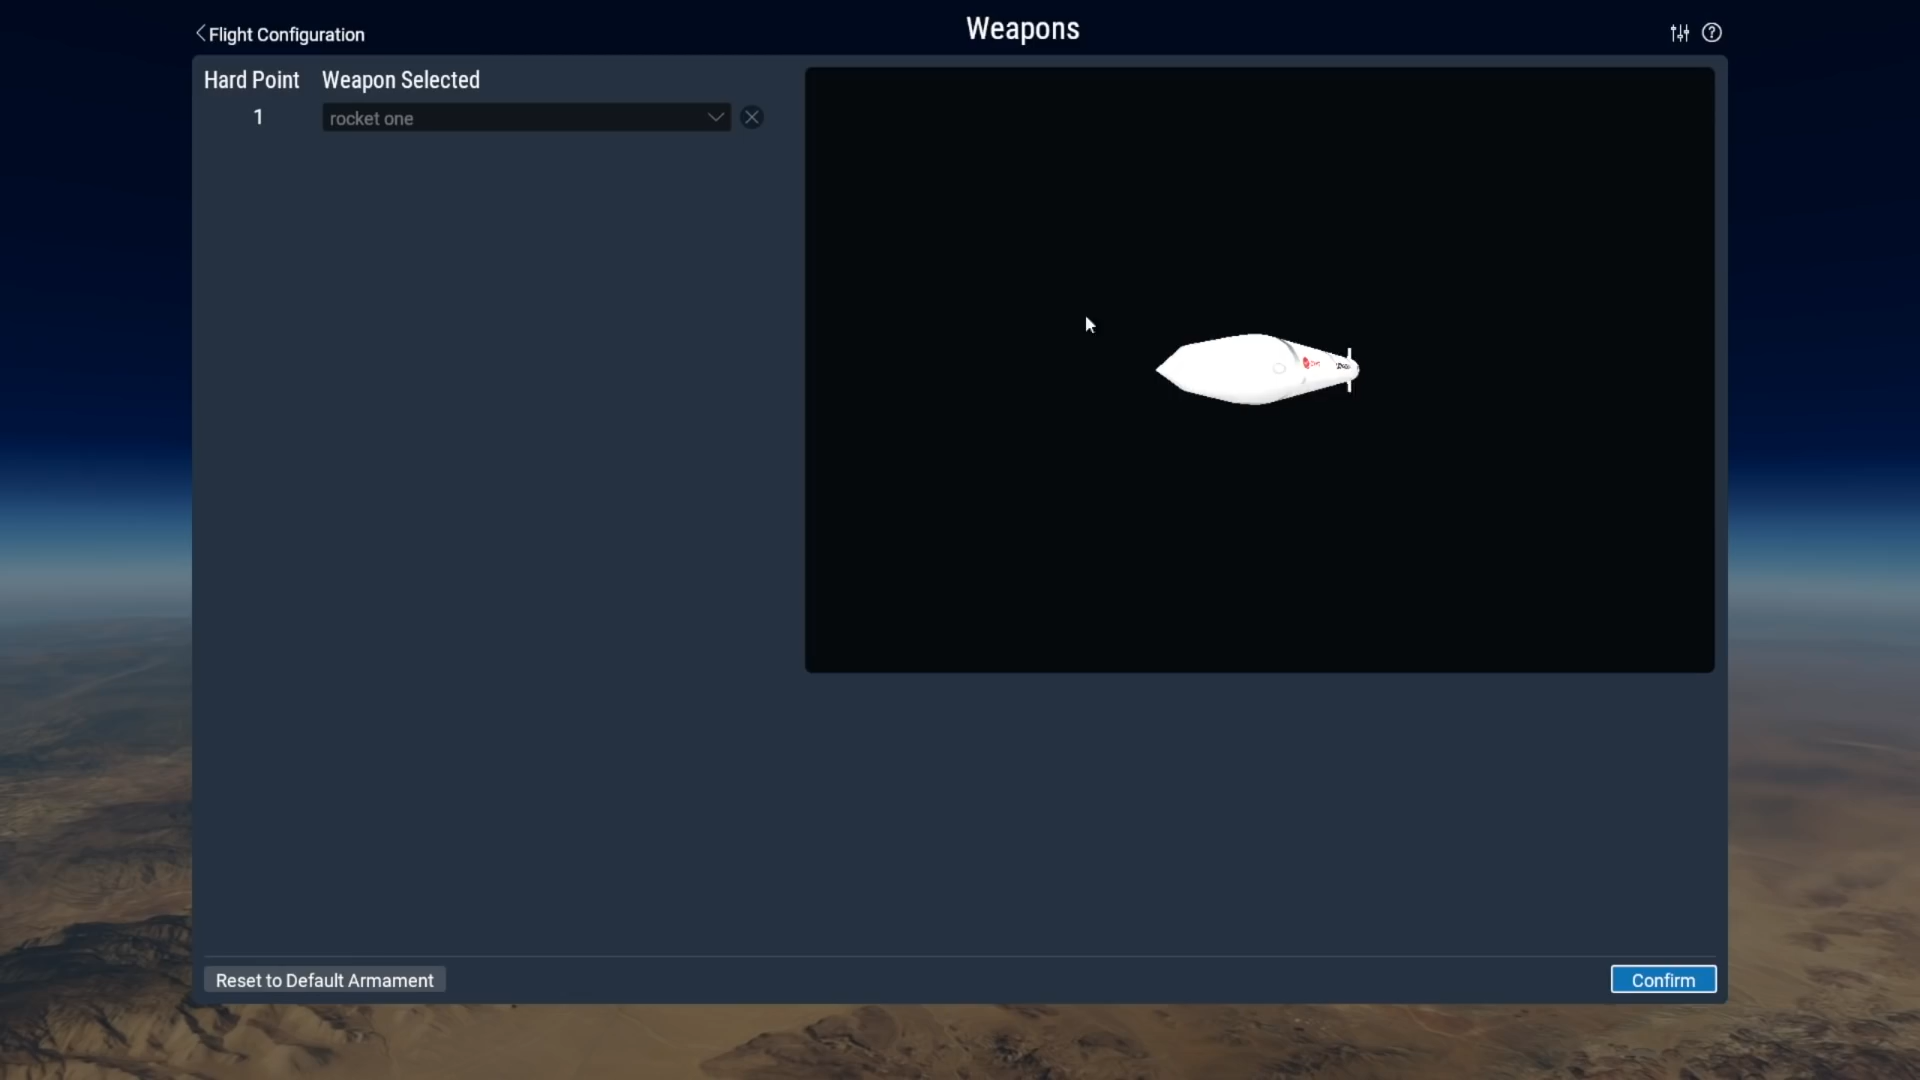 Flight Configuration
Weapons
Hard Point
Weapon Selected
1
rocket one
Reset to Default Armament
Confirm